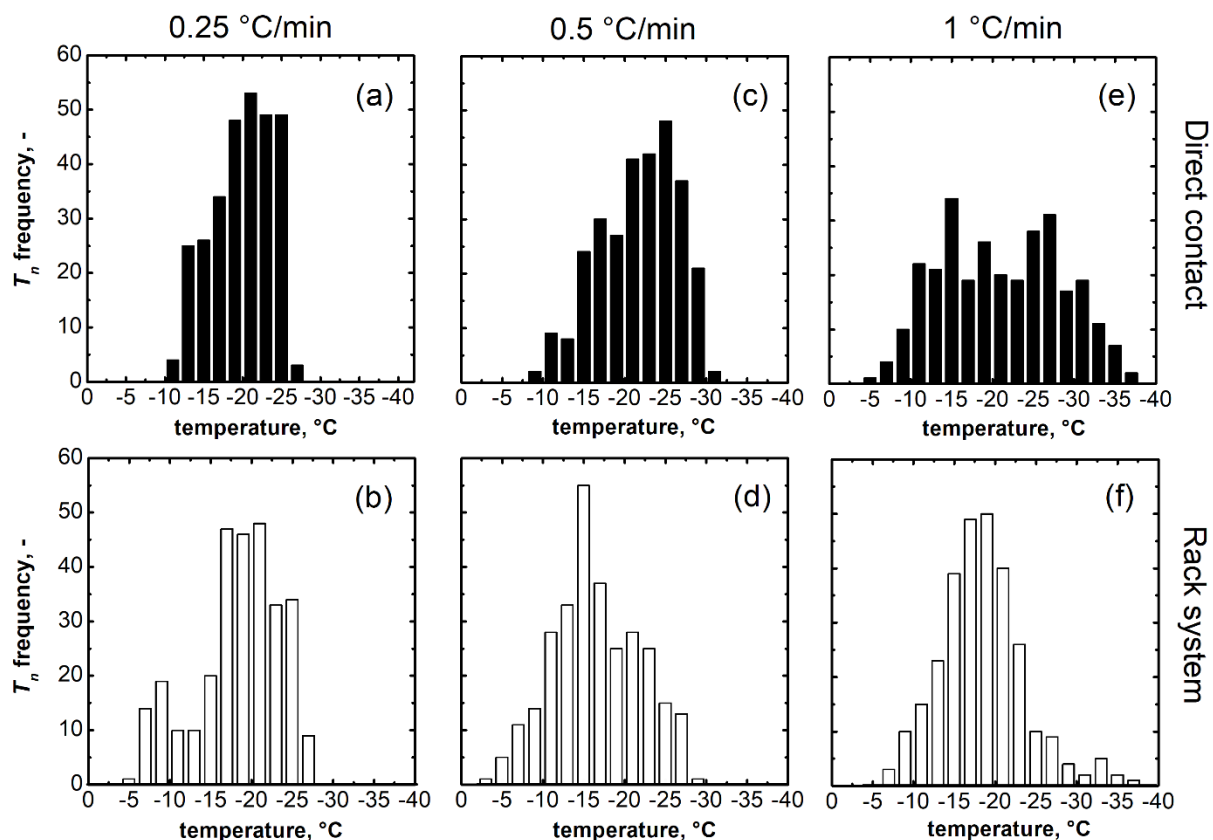 0.25 °C/min
0.5 °C/min
1 °C/min
60
50
40
30
20
10
0
T_n frequency, -
(a)
0 -5 -10 -15 -20 -25 -30 -35 -40
temperature, °C
(c)
0 -5 -10 -15 -20 -25 -30 -35 -40
temperature, °C
(e)
0 -5 -10 -15 -20 -25 -30 -35 -40
temperature, °C
Direct contact
60
50
40
30
20
10
0
T_n frequency, -
(b)
0 -5 -10 -15 -20 -25 -30 -35 -40
temperature, °C
(d)
0 -5 -10 -15 -20 -25 -30 -35 -40
temperature, °C
(f)
0 -5 -10 -15 -20 -25 -30 -35 -40
temperature, °C
Rack system